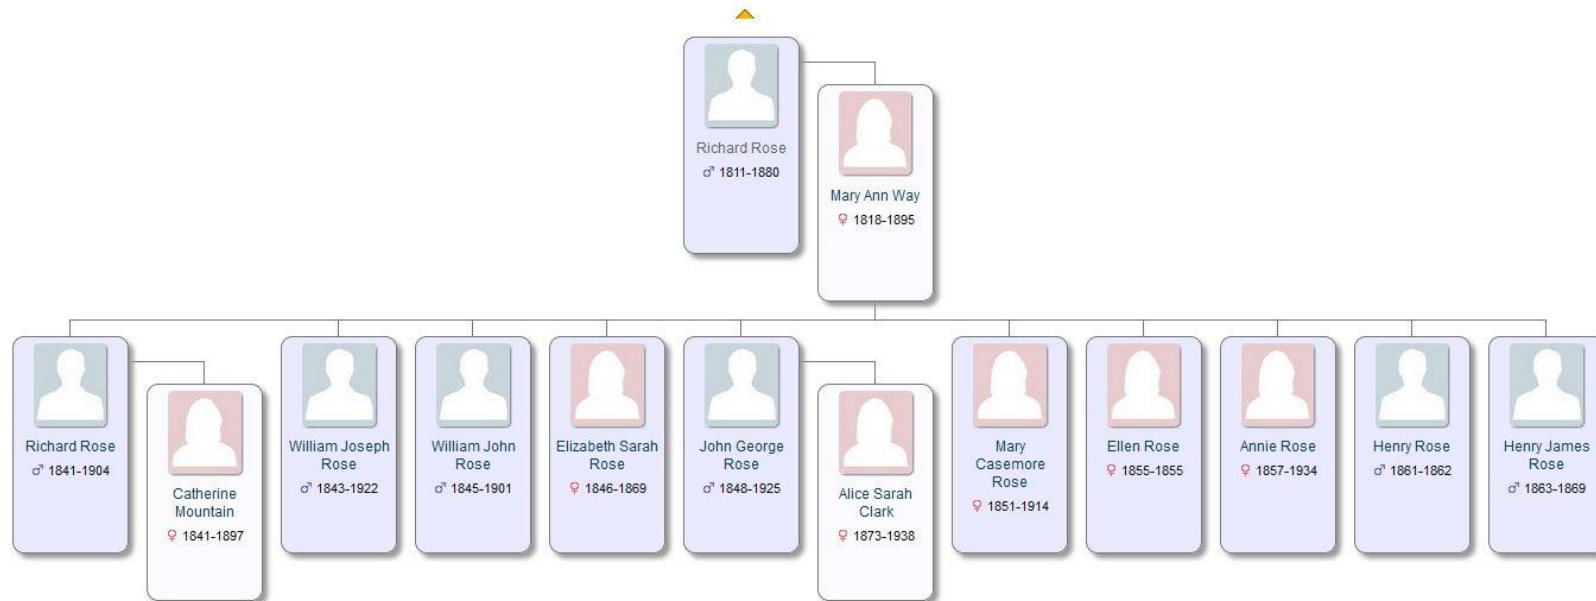 Richard Rose
♂ 1811-1880
Mary Ann Way
♀ 1818-1895
Richard Rose
♂ 1841-1904
Catherine
Mountain
♀ 1841-1897
William Joseph
Rose
♂ 1843-1922
William John
Rose
♂ 1845-1901
Elizabeth Sarah
Rose
♀ 1846-1869
John George
Rose
♂ 1848-1925
Alice Sarah
Clark
♀ 1873-1938
Mary
Casemore
Rose
♀ 1851-1914
Ellen Rose
♀ 1855-1855
Annie Rose
♀ 1857-1934
Henry Rose
♂ 1861-1862
Henry James
Rose
♂ 1863-1869